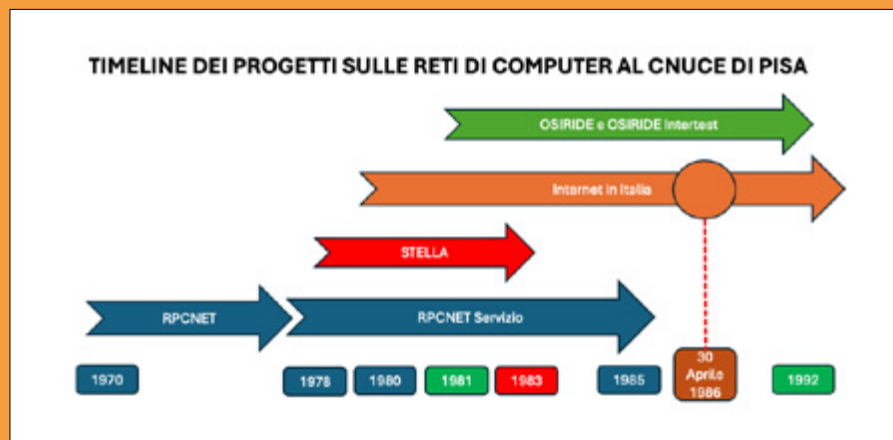 TIMELINE DEI PROGETTI SULLE RETI DI COMPUTER AL CNUCE DI PISA
OSIRIDE e OSIRIDE Intertest
Internet in Italia
STELLA
RPCNET
RPCNET Servizio
1970
1978
1980
1981
1983
1985
30
Aprile
1986
1992